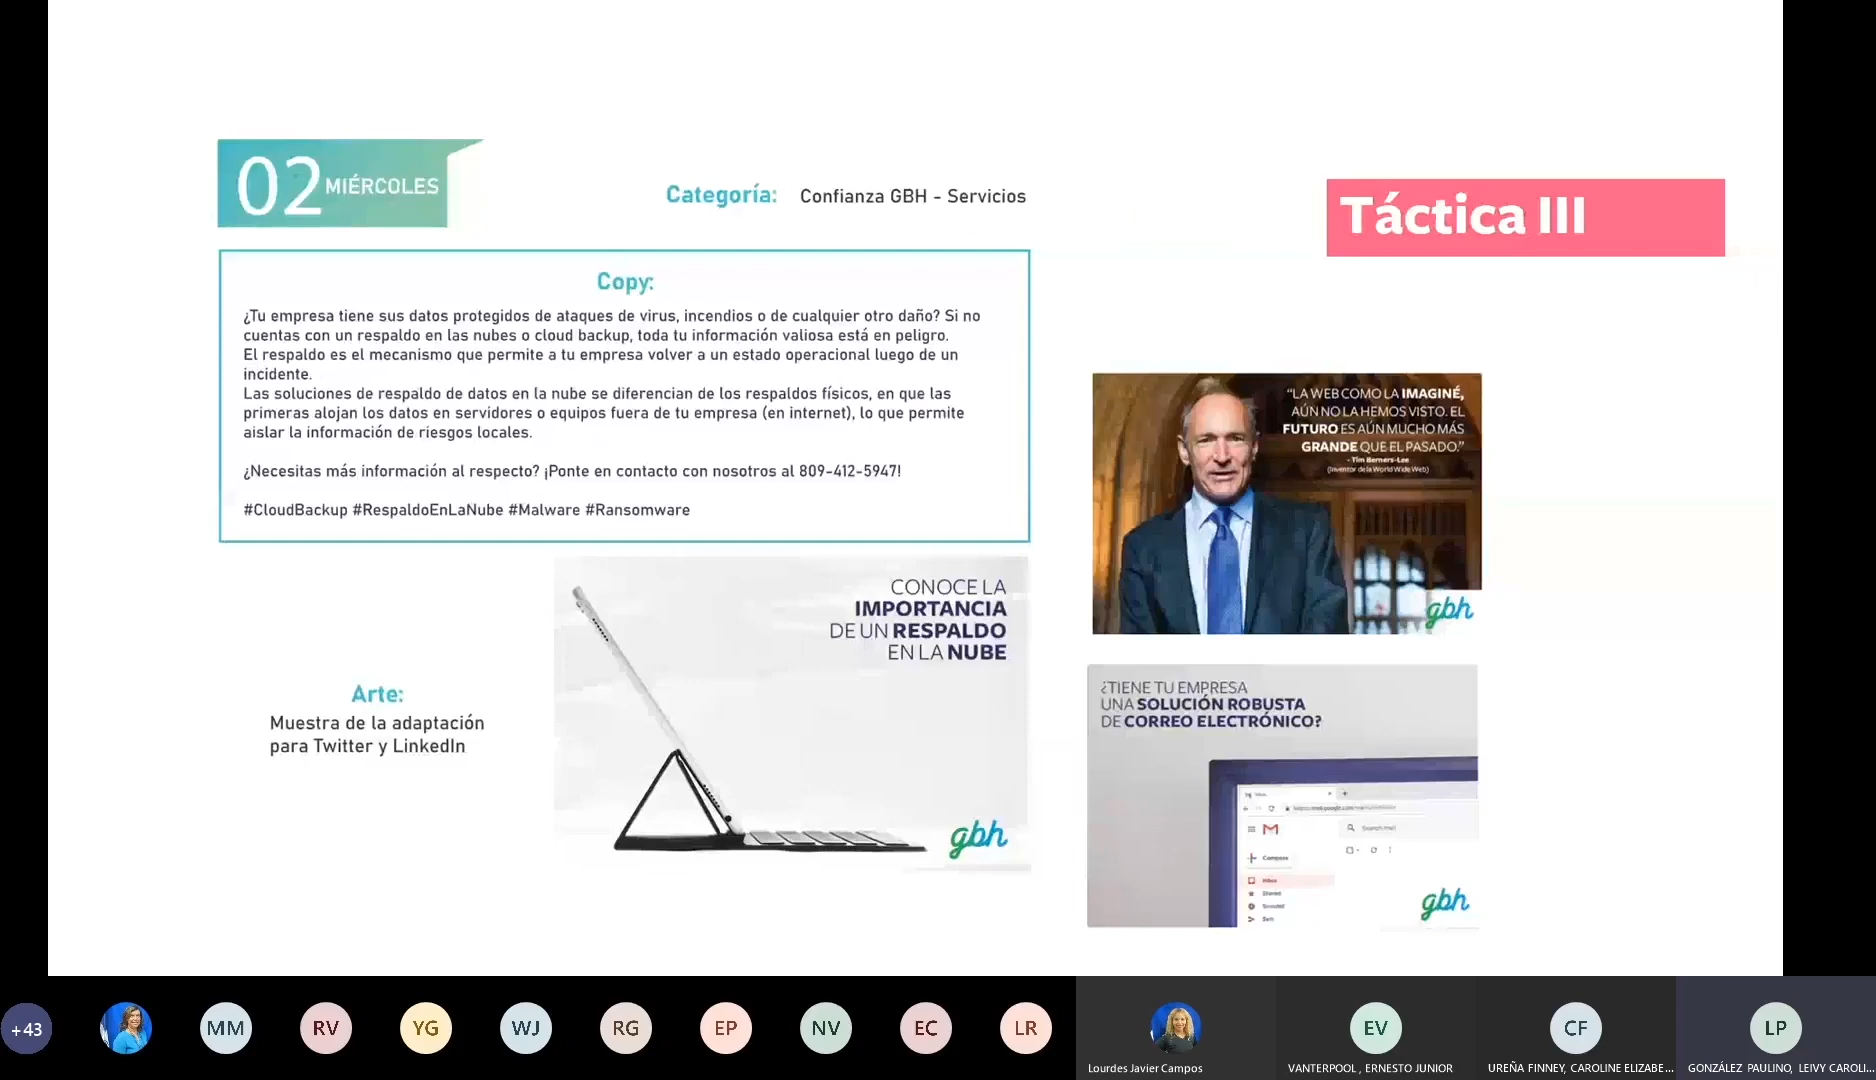 02 MIÉRCOLES
Categoría: Confianza GBH - Servicios
Táctica III
Copy:
¿Tu empresa tiene sus datos protegidos de ataques de virus, incendios o de cualquier otro daño? Si no
cuentas con un respaldo en las nubes o cloud backup, toda tu información valiosa está en peligro.
El respaldo es el mecanismo que permite a tu empresa volver a un estado operacional luego de un
incidente.
Las soluciones de respaldo de datos en la nube se diferencian de los respaldos físicos, en que las
primeras alojan los datos en servidores o equipos fuera de tu empresa (en internet), lo que permite
aislar la información de riesgos locales.
¿Necesitas más información al respecto? ¡Ponte en contacto con nosotros al 809-412-5947!
#CloudBackup #RespaldoEnLaNube #Malware #Ransomware
Arte:
Muestra de la adaptación
para Twitter y LinkedIn
CONOCE LA
IMPORTANCIA
DE UN RESPALDO
EN LA NUBE
gbh
"LA WEB COMO LA IMAGINÉ,
AÚN NO LA HEMOS VISTO. EL
FUTURO ES AÚN MUCHO MÁS
GRANDE QUE EL PASADO."
- Tim Berners-Lee
(Inventor de la World Wide Web)
gbh
¿TIENE TU EMPRESA
UNA SOLUCIÓN ROBUSTA
DE CORREO ELECTRÓNICO?
Search mail
Compose
Inbox
Starred
Snoozed
Sent
gbh
+43
MM
RV
YG
WJ
RG
EP
NV
EC
LR
EV
CF
LP
Lourdes Javier Campos
VANTERPOOL , ERNESTO JUNIOR
UREÑA FINNEY, CAROLINE ELIZABE...
GONZÁLEZ PAULINO, LEIVY CAROLI...